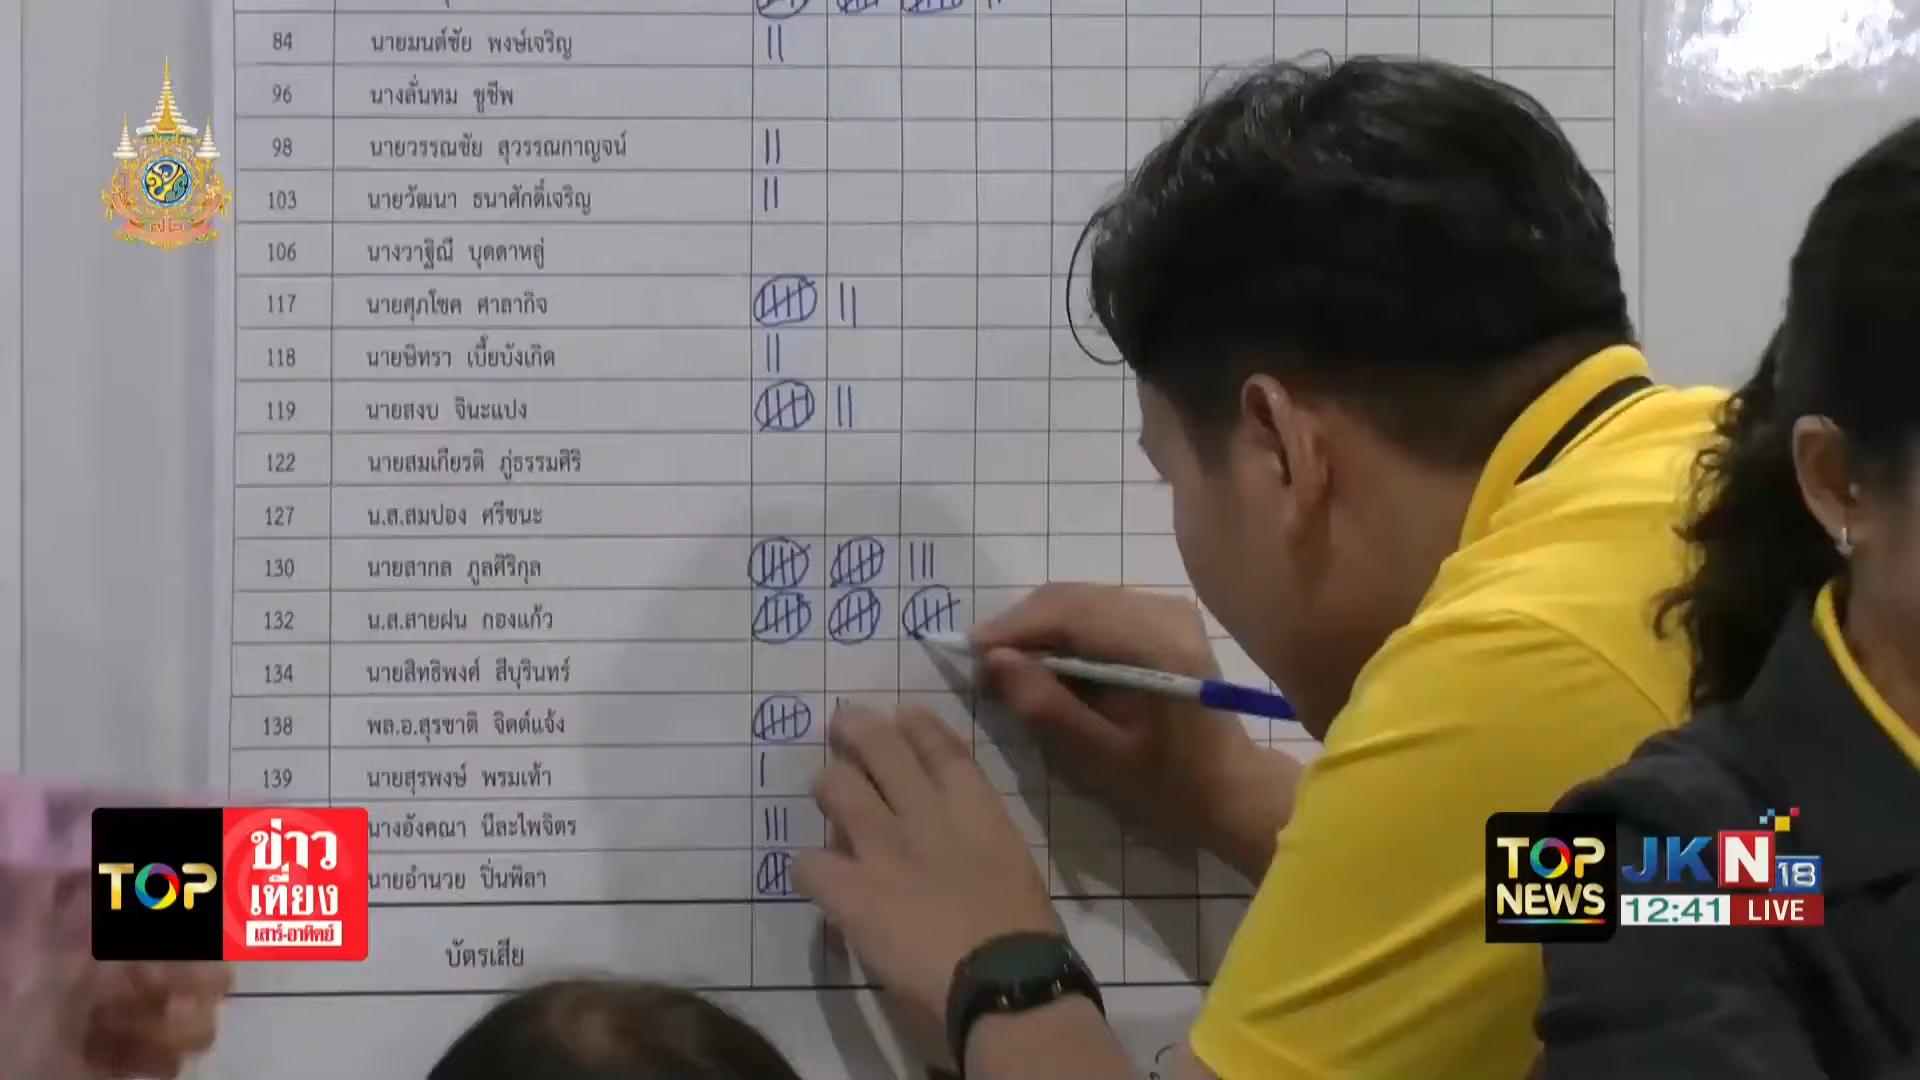 84 นายมนต์ชัย พงษ์เจริญ
96 นางลั่นทม ชูชีพ
98 นายวรรณชัย สุวรรณกาญจน์
103 นายวัฒนา ธนาศักดิ์เจริญ
106 นางวาฐิณี บุดดาหลู่
117 นายศุภโชค ศาลากิจ
118 นายษิทรา เบี้ยบังเกิด
119 นายสงบ จินะแปง
122 นายสมเกียรติ ภู่ธรรมศิริ
127 น.ส.สมปอง ศรีชนะ
130 นายสากล ภูลศิริกุล
132 น.ส.สายฝน กองแก้ว
134 นายสิทธิพงศ์ สีบุรินทร์
138 พล.อ.สุรชาติ จิตต์แจ้ง
139 นายสุรพงษ์ พรมเท้า
นางอังคณา นีละไพจิตร
นายอำนวย ปิ่นพิลา
บัตรเสีย
TOP ข่าวเที่ยง
เสาร์-อาทิตย์
TOP NEWS
JKN 18
12:41 LIVE
๗๒